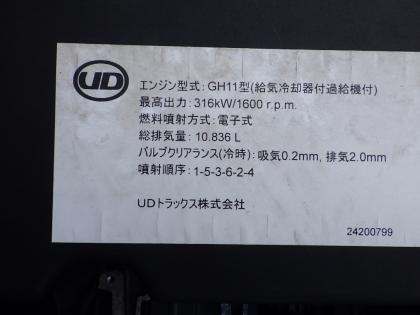 UD
エンジン型式：GH11型(給気冷却器付過給機付)
最高出力：316kW/1600 r.p.m.
燃料噴射方式：電子式
総排気量：10.836 L
バルブクリアランス(冷時)：吸気0.2mm, 排気2.0mm
噴射順序：1-5-3-6-2-4
UDトラックス株式会社
24200799